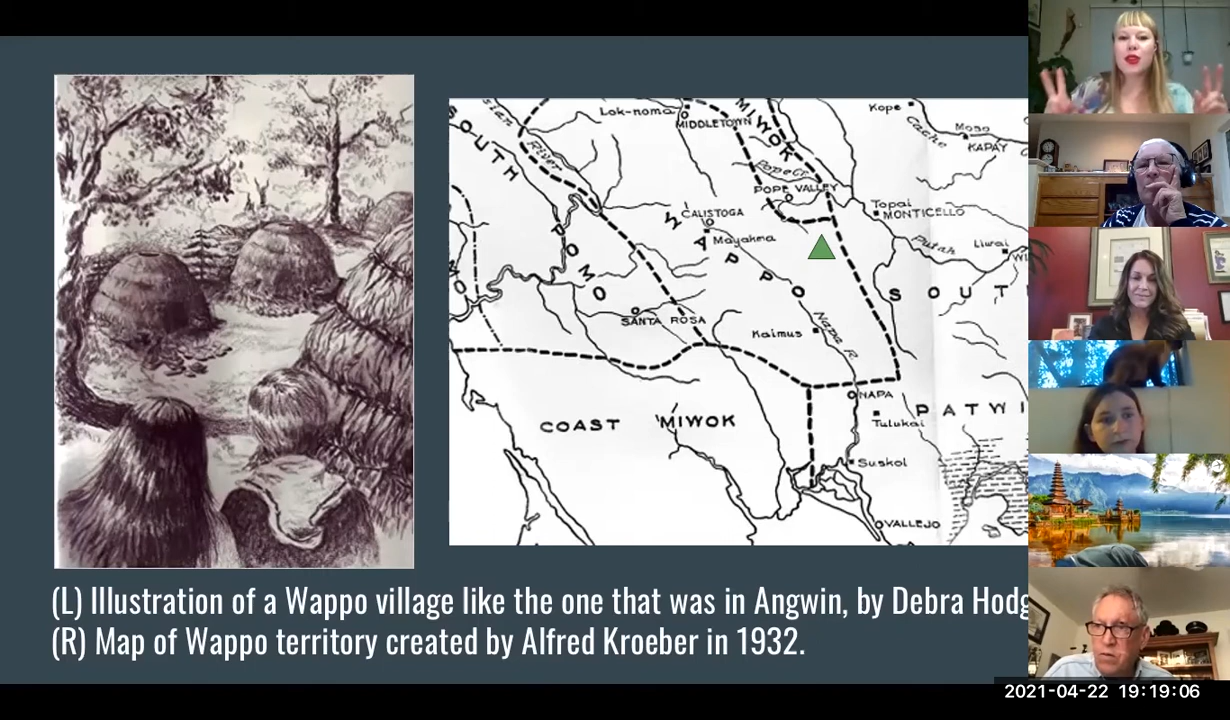 Lok-noma
MIDDLETOWN
MIWOK
Kope
Cache
Moso
KAPAY
SOUTH
River
Popect
POPE VALLEY
Topai
MONTICELLO
CALISTOGA
Mayakma
Putah
Liwai
POMO
WAPPO
SOUT
SANTA ROSA
Kaimus
Napa R.
NAPA
COAST MIWOK
PATWI
Tulukai
Suskol
VALLEJO
(L) Illustration of a Wappo village like the one that was in Angwin, by Debra Hodg
(R) Map of Wappo territory created by Alfred Kroeber in 1932.
2021-04-22 19:19:06